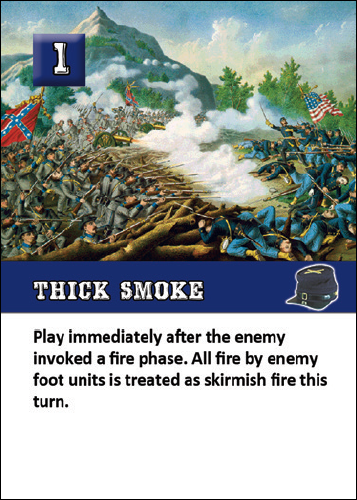 1
THICK SMOKE
Play immediately after the enemy
invoked a fire phase. All fire by enemy
foot units is treated as skirmish fire this
turn.